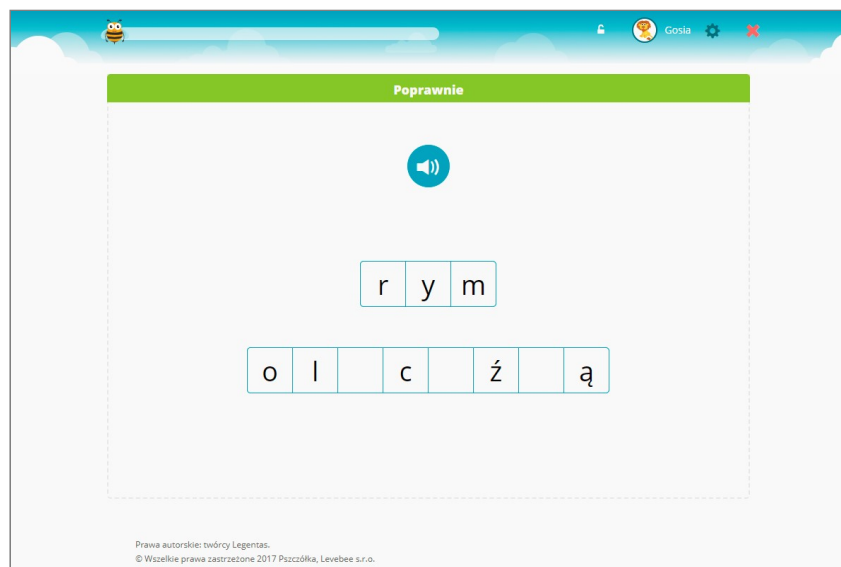 Gosia
Poprawnie
r y m
o l c ź ą
Prawa autorskie: twórcy Legentas.
© Wszelkie prawa zastrzeżone 2017 Pszczółka, Levebee s.r.o.